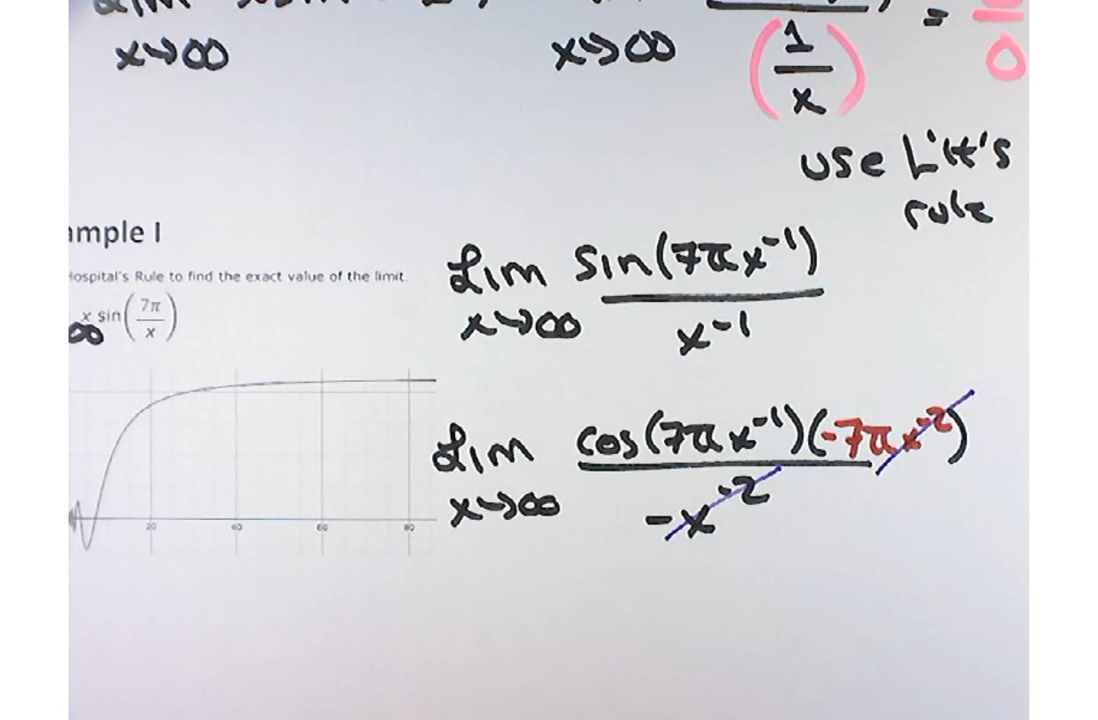 x→∞ x→∞ (1/x) = 0/0
use L'H's
rule
ample 1
Hospital's Rule to find the exact value of the limit.
∞ x sin(7π/x)
Lim x→∞ sin(7πx⁻¹)/x⁻¹
Lim x→∞ cos(7πx⁻¹)(-7πx⁻²)/-x⁻²
20 40 60 80